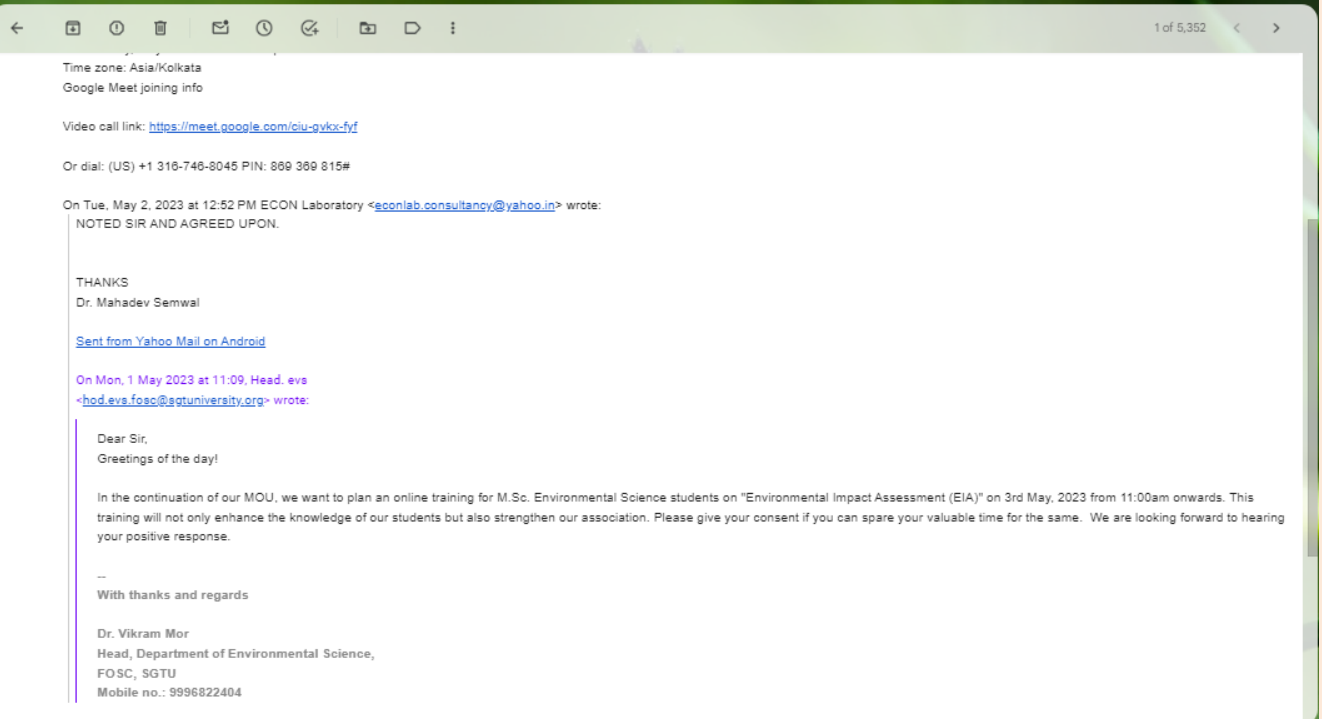 1 of 5,352
Time zone: Asia/Kolkata
Google Meet joining info
Video call link: https://meet.google.com/ciu-gvkx-fyf
Or dial: (US) +1 316-746-8045 PIN: 869 369 815#
On Tue, May 2, 2023 at 12:52 PM ECON Laboratory <econlab.consultancy@yahoo.in> wrote:
NOTED SIR AND AGREED UPON.
THANKS
Dr. Mahadev Semwal
Sent from Yahoo Mail on Android
On Mon, 1 May 2023 at 11:09, Head. evs
<hod.evs.fosc@sgtuniversity.org> wrote:
Dear Sir,
Greetings of the day!
In the continuation of our MOU, we want to plan an online training for M.Sc. Environmental Science students on "Environmental Impact Assessment (EIA)" on 3rd May, 2023 from 11:00am onwards. This
training will not only enhance the knowledge of our students but also strengthen our association. Please give your consent if you can spare your valuable time for the same.  We are looking forward to hearing
your positive response.
--
With thanks and regards
Dr. Vikram Mor
Head, Department of Environmental Science,
FOSC, SGTU
Mobile no.: 9996822404